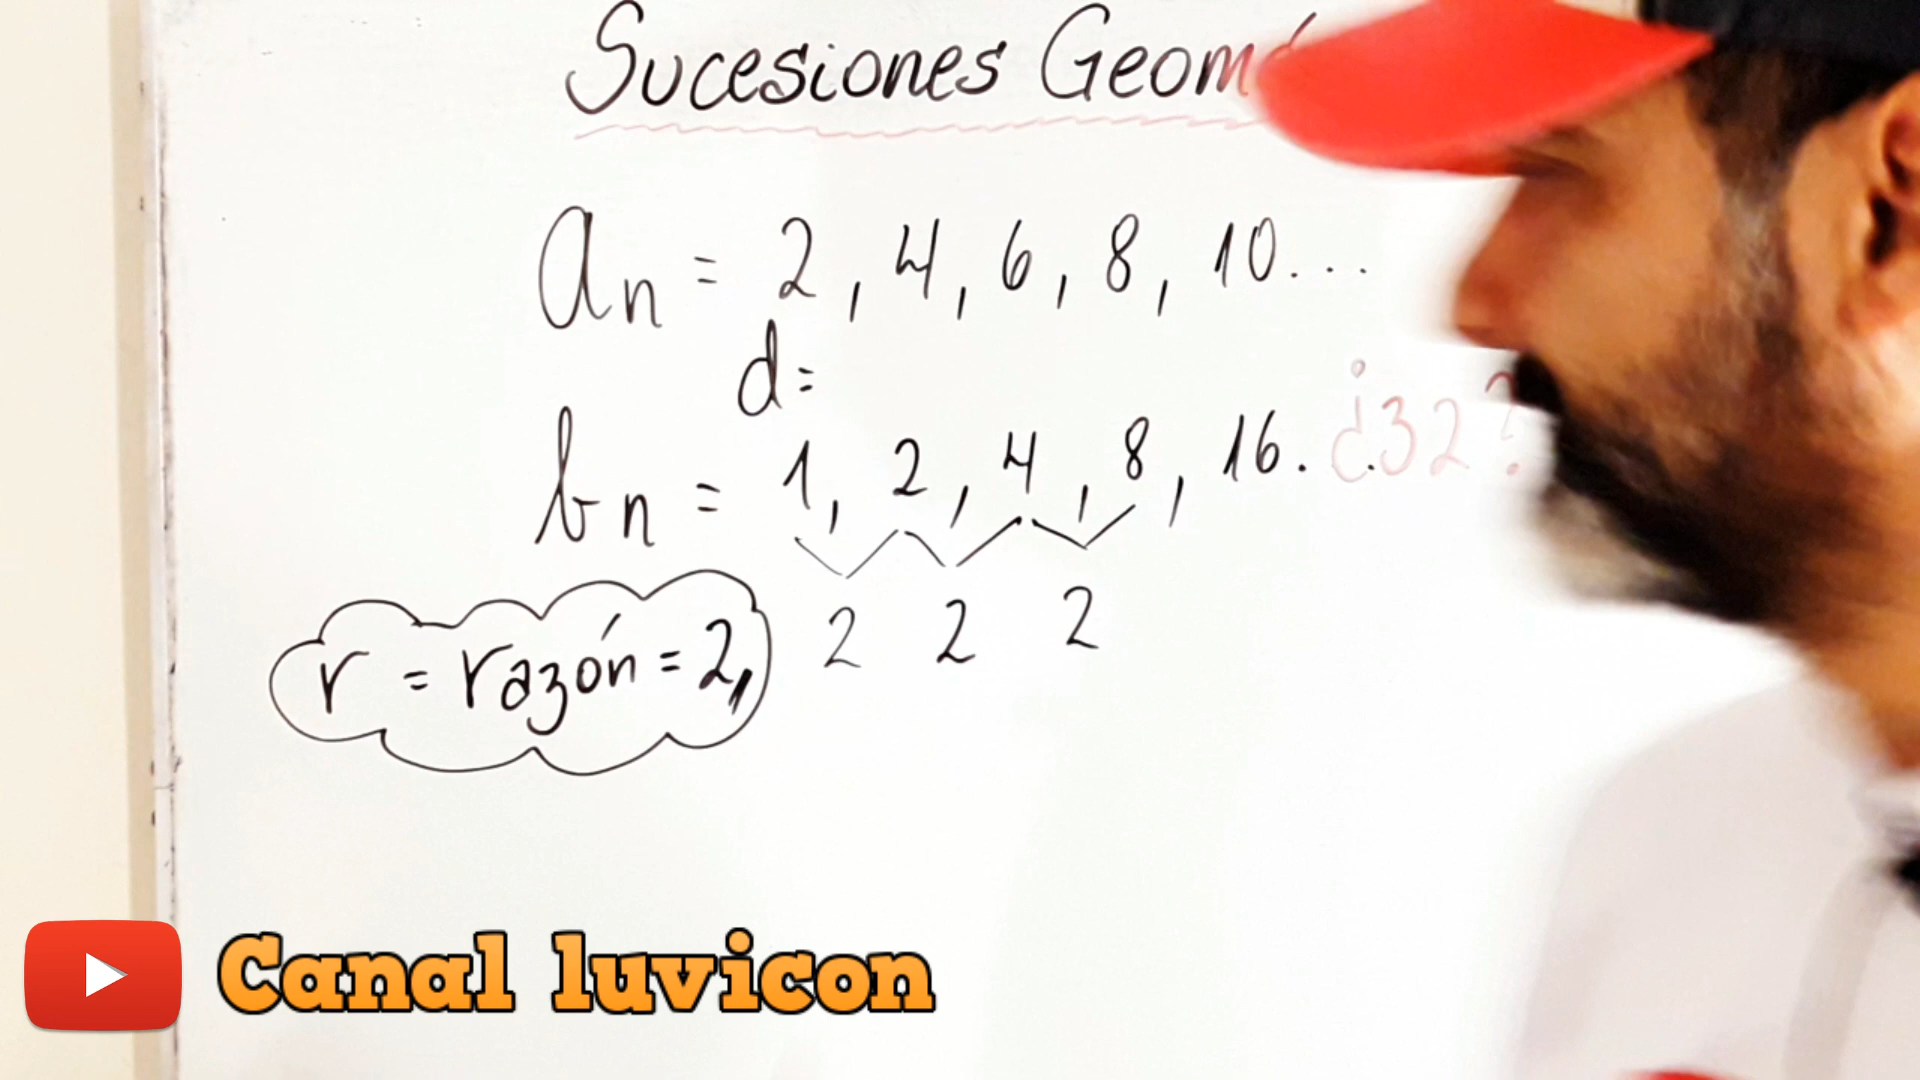 Sucesiones Geomé
an = 2, 4, 6, 8, 10...
d=
bn = 1, 2, 4, 8, 16... ¿32?
2 2 2
r = razón = 2,
Canal luvicon